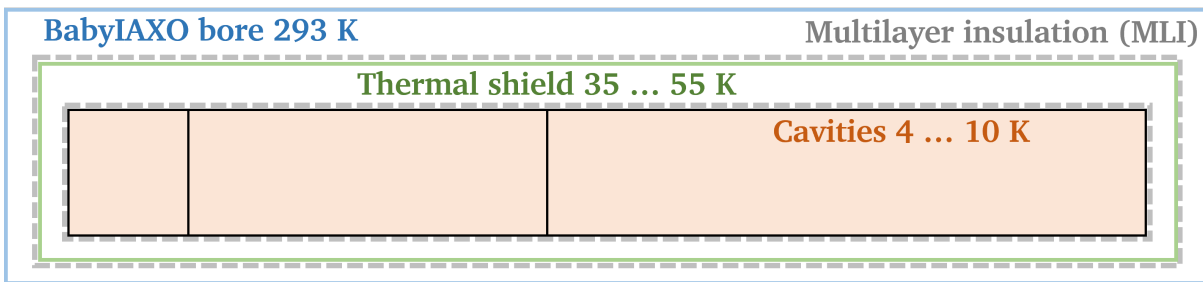 BabyIAXO bore 293 K
Multilayer insulation (MLI)
Thermal shield 35 … 55 K
Cavities 4 … 10 K